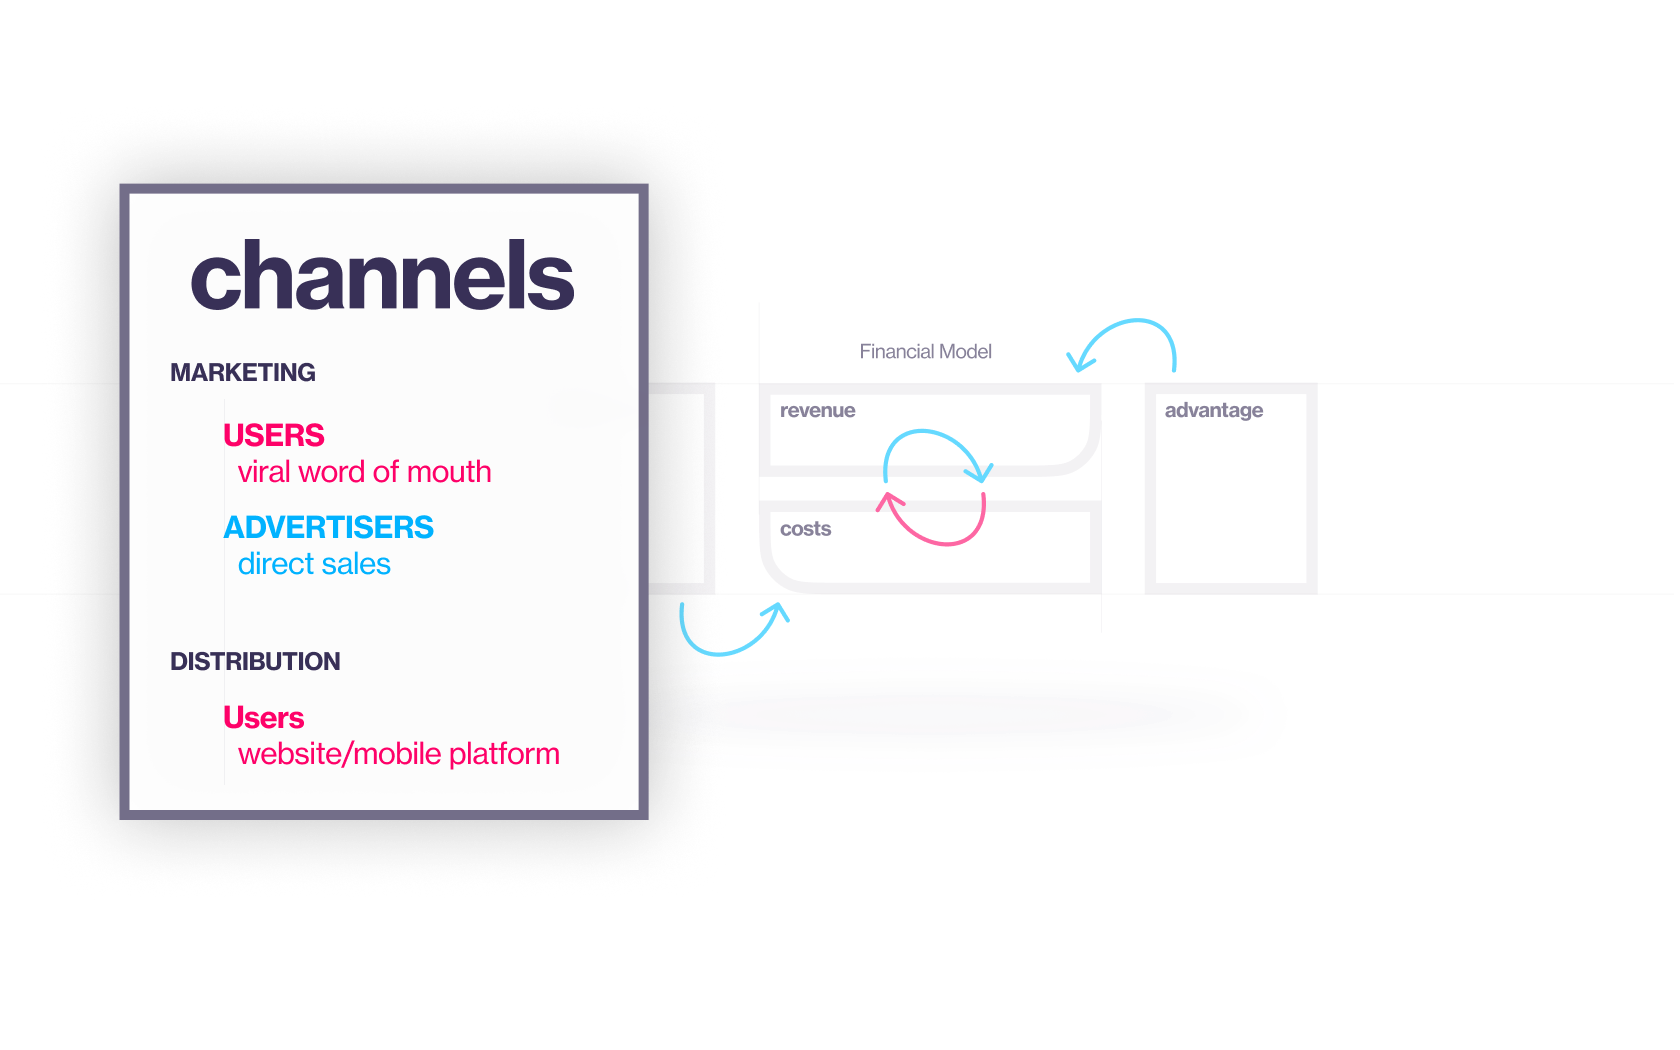 channels
MARKETING
USERS
viral word of mouth
ADVERTISERS
direct sales
DISTRIBUTION
Users
website/mobile platform
Financial Model
revenue
costs
advantage